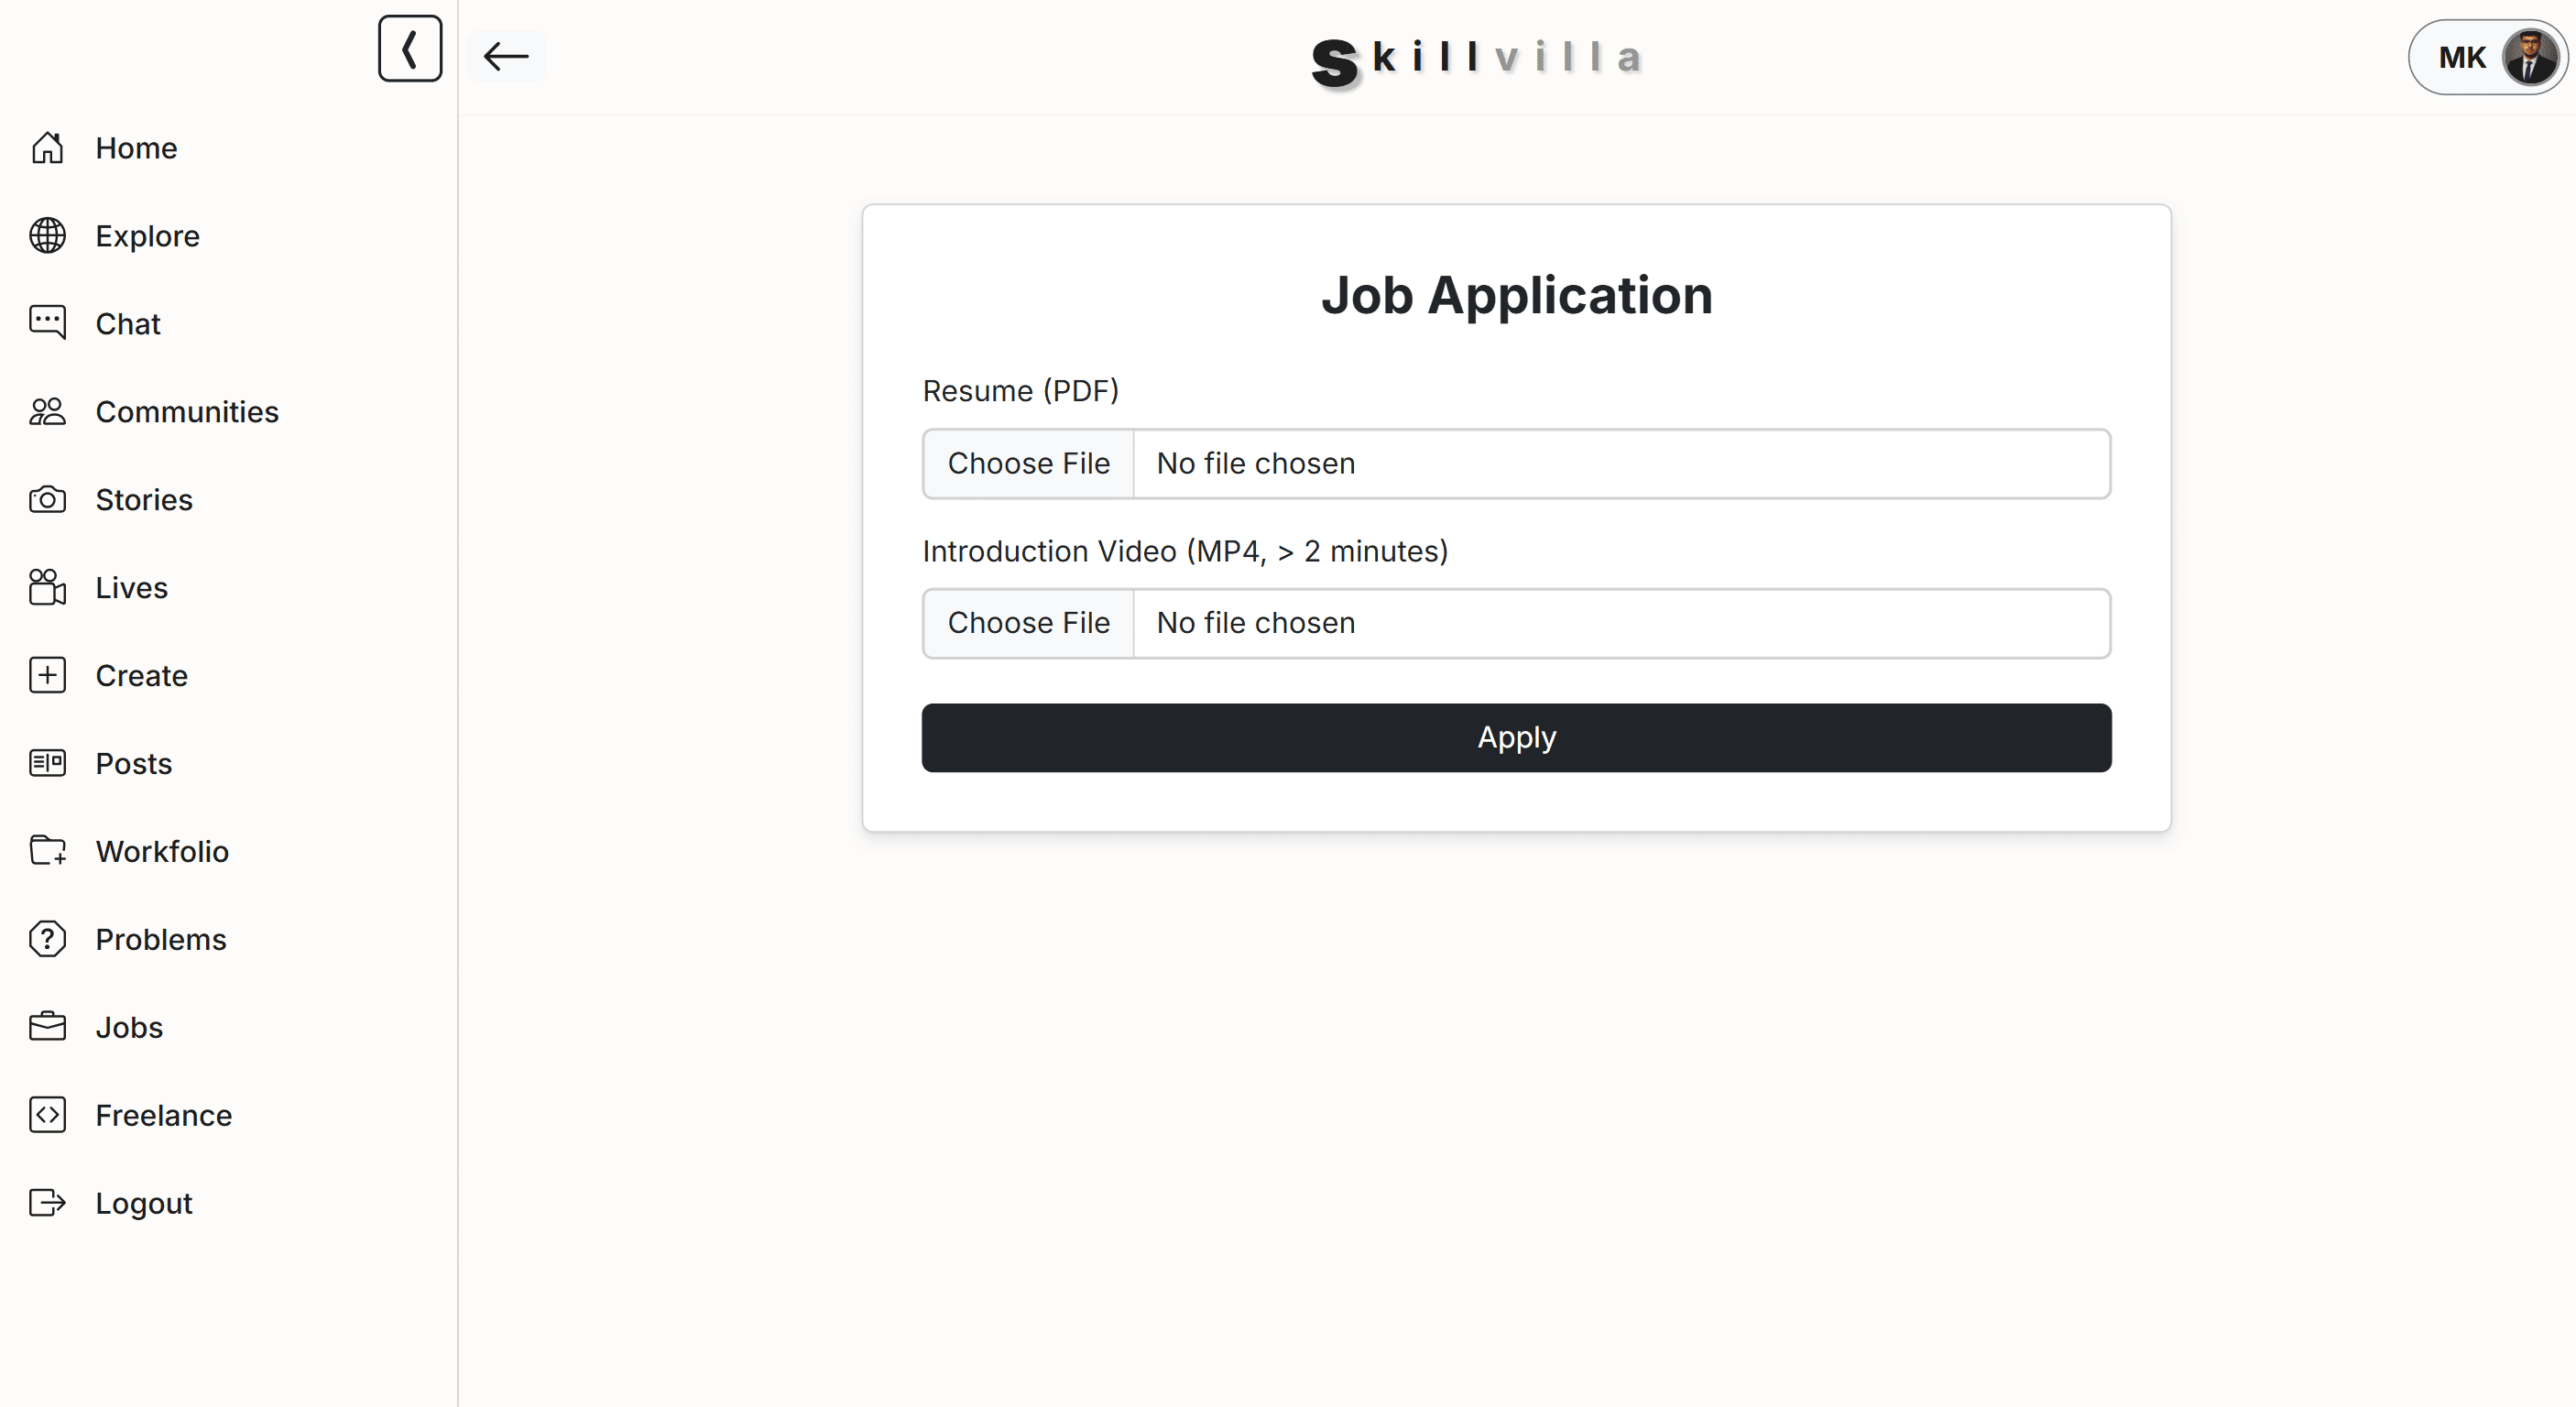 Skillvilla
MK
Home
Explore
Chat
Communities
Stories
Lives
Create
Posts
Workfolio
Problems
Jobs
Freelance
Logout
Job Application
Resume (PDF)
Choose File No file chosen
Introduction Video (MP4, > 2 minutes)
Choose File No file chosen
Apply